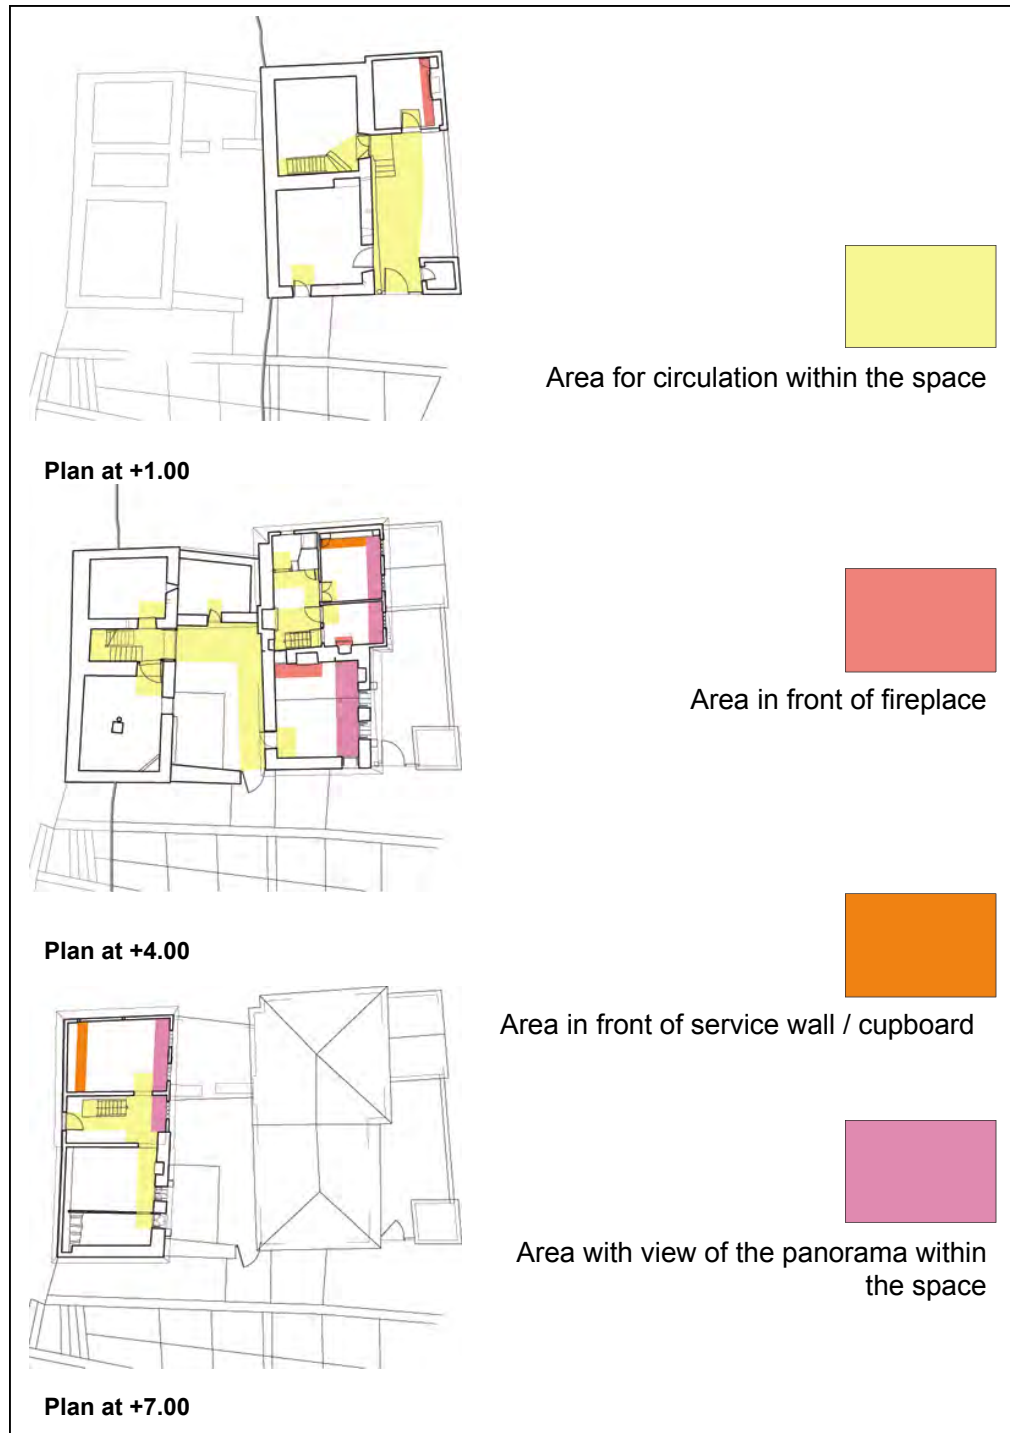 Area for circulation within the space
Plan at +1.00
Area in front of fireplace
Plan at +4.00
Area in front of service wall / cupboard
Area with view of the panorama within
the space
Plan at +7.00